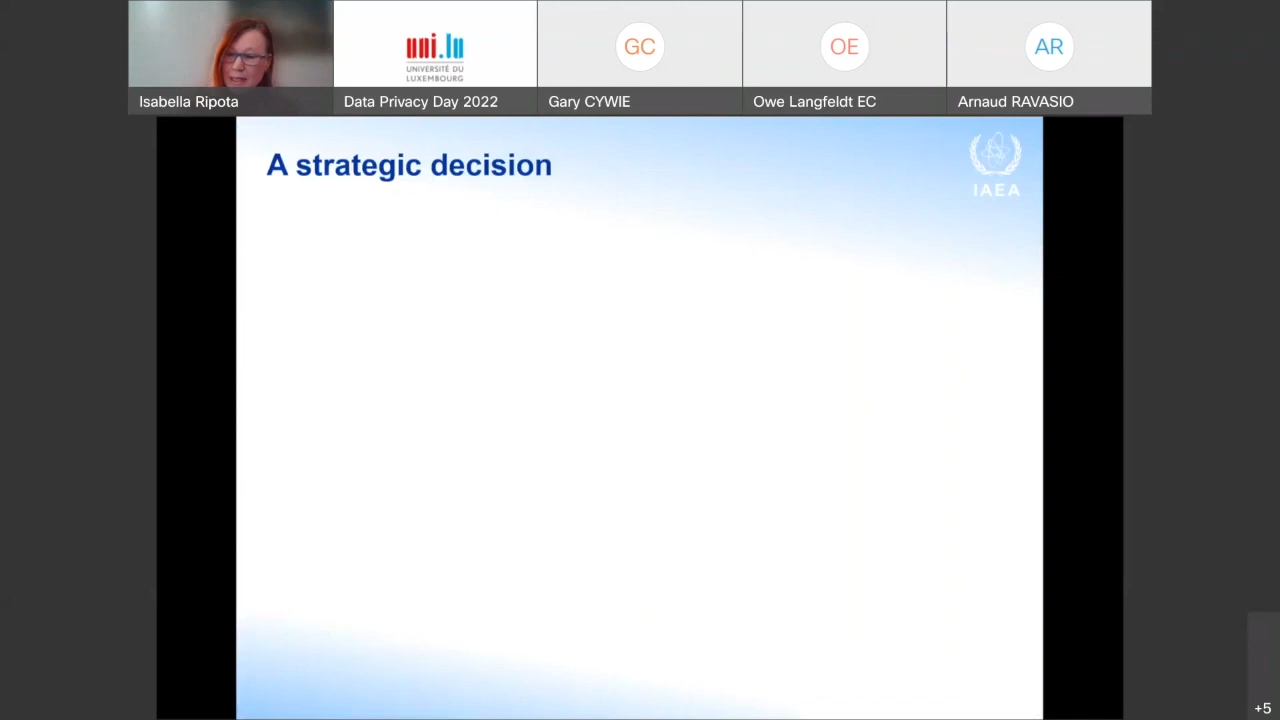 uni.lu
UNIVERSITÉ DU
LUXEMBOURG
GC
OE
AR
Isabella Ripota
Data Privacy Day 2022
Gary CYWIE
Owe Langfeldt EC
Arnaud RAVASIO
A strategic decision
IAEA
+5